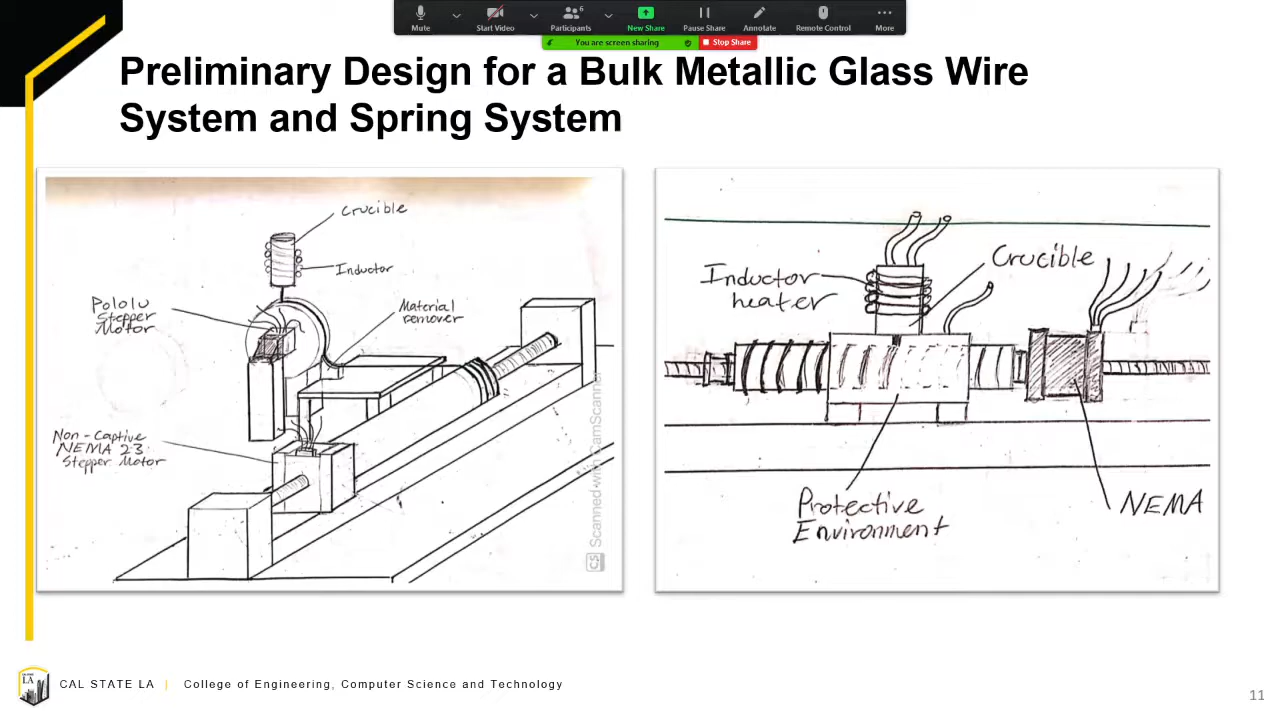 Mute
Start Video
6
Participants
New Share
Pause Share
Annotate
Remote Control
More
You are screen sharing
Stop Share
Preliminary Design for a Bulk Metallic Glass Wire
System and Spring System
Crucible
Inductor
Pololu
Stepper
Motor
Material
remover
Non-Captive
NEMA 23
Stepper Motor
CS Scanned with CamScanner
Inductor
heater
Crucible
Protective
Environment
NEMA
LA
CAL STATE LA | College of Engineering, Computer Science and Technology
11